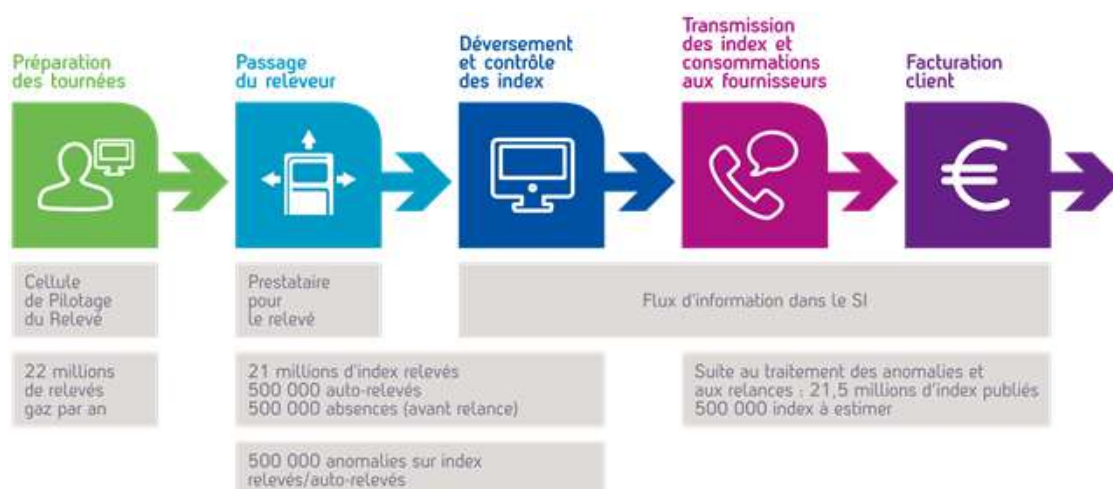 Préparation
des tournées
Passage
du releveur
Déversement
et contrôle
des index
Transmission
des index et
consommations
aux fournisseurs
Facturation
client
€
Cellule
de Pilotage
du Relevé
Prestataire
pour
le relevé
Flux d'information dans le SI
22 millions
de relevés
gaz par an
21 millions d'index relevés
500 000 auto-relevés
500 000 absences (avant relance)
Suite au traitement des anomalies et
aux relances : 21,5 millions d'index publiés
500 000 index à estimer
500 000 anomalies sur index
relevés/auto-relevés